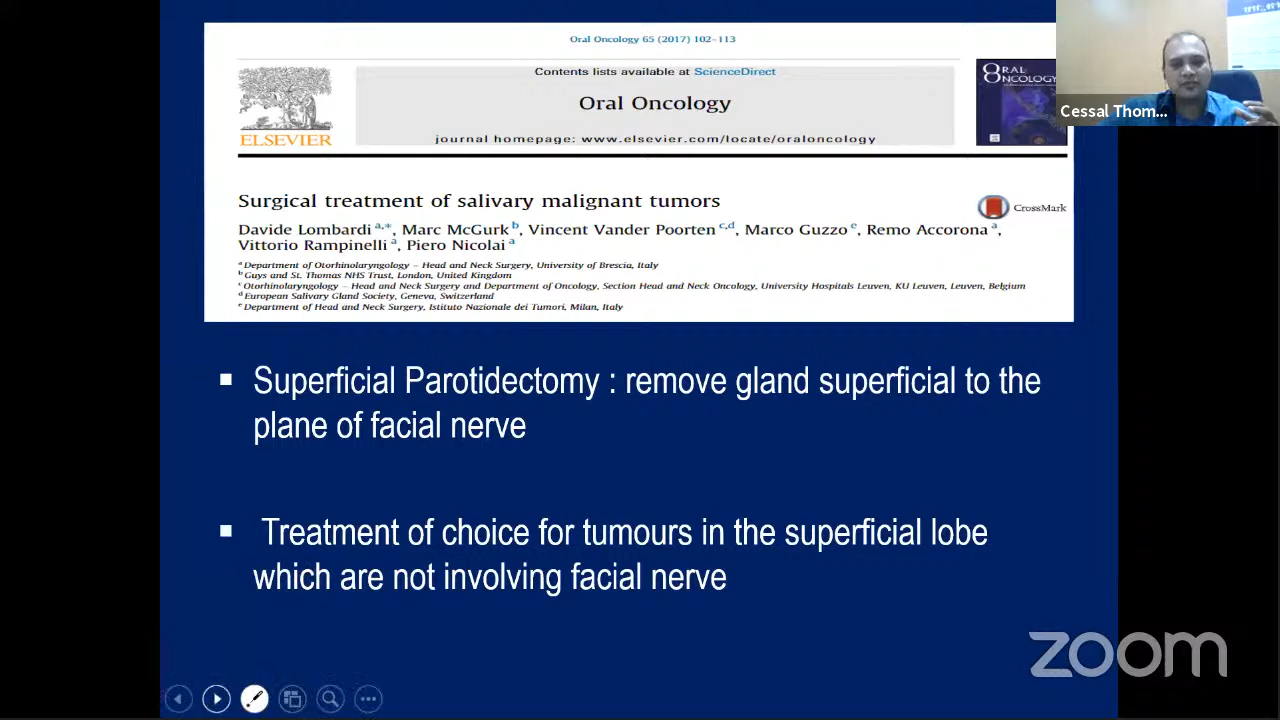 Oral Oncology 65 (2017) 102–113
Contents lists available at ScienceDirect
Oral Oncology
journal homepage: www.elsevier.com/locate/oraloncology
ELSEVIER
ORAL
ONCOLOGY
Cessal Thom...
Surgical treatment of salivary malignant tumors
CrossMark
Davide Lombardi a,*, Marc McGurk b, Vincent Vander Poorten c,d, Marco Guzzo e, Remo Accorona a,
Vittorio Rampinelli a, Piero Nicolai a
a Department of Otorhinolaryngology – Head and Neck Surgery, University of Brescia, Italy
b Guys and St. Thomas NHS Trust, London, United Kingdom
c Otorhinolaryngology – Head and Neck Surgery and Department of Oncology, Section Head and Neck Oncology, University Hospitals Leuven, KU Leuven, Leuven, Belgium
d European Salivary Gland Society, Geneva, Switzerland
e Department of Head and Neck Surgery, Istituto Nazionale dei Tumori, Milan, Italy
▪ Superficial Parotidectomy : remove gland superficial to the
plane of facial nerve
▪ Treatment of choice for tumours in the superficial lobe
which are not involving facial nerve
zoom